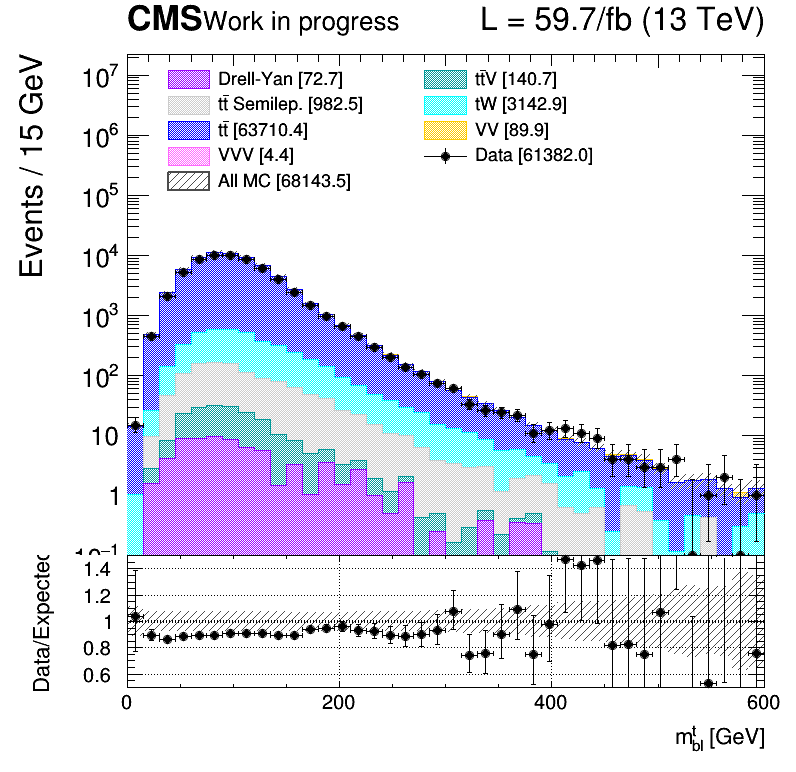 CMS Work in progress L = 59.7/fb (13 TeV)
Events / 15 GeV
Drell-Yan [72.7] tt̄V [140.7]
tt̄ Semilep. [982.5] tW [3142.9]
tt̄ [63710.4] VV [89.9]
VVV [4.4] Data [61382.0]
All MC [68143.5]
10⁷
10⁶
10⁵
10⁴
10³
10²
10
1
10⁻¹
Data/Expected
1.4
1.2
1
0.8
0.6
0 200 400 600
m^t_bl [GeV]